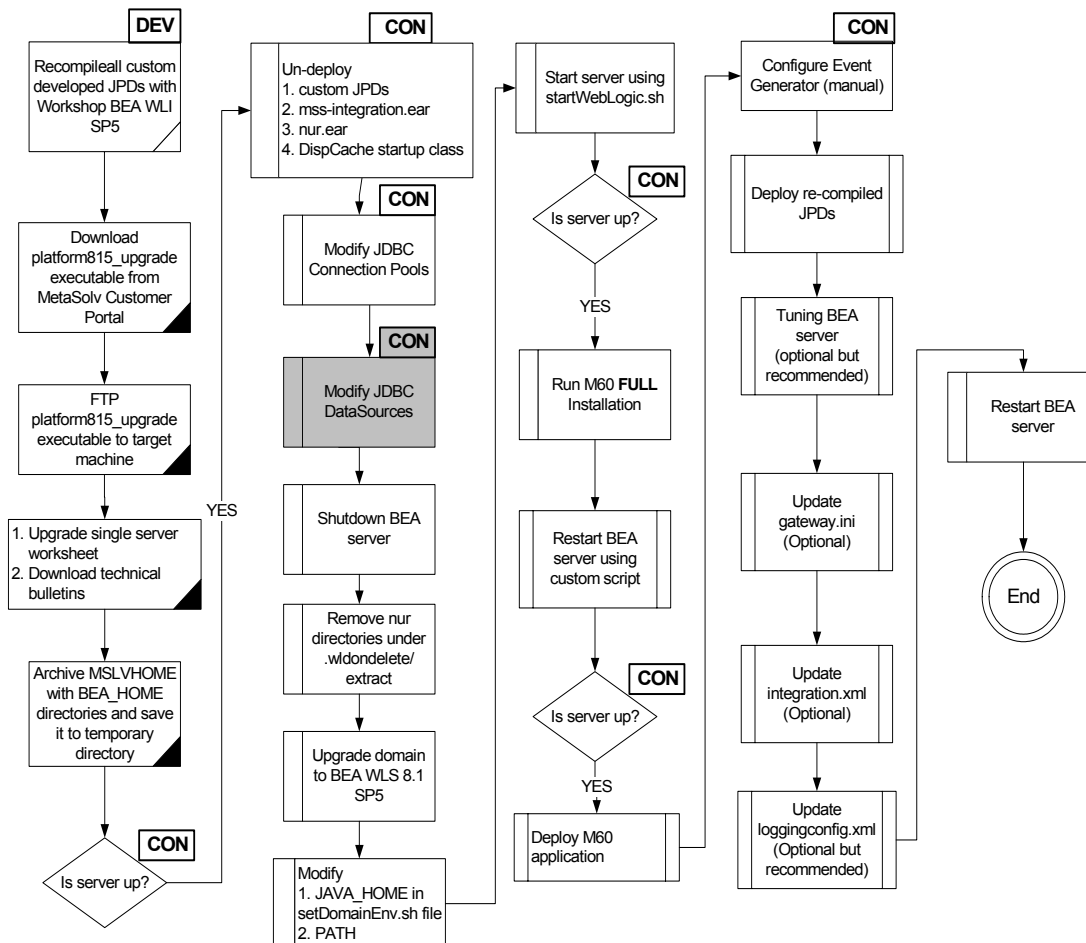 DEV
Recompileall custom
developed JPDs with
Workshop BEA WLI
SP5
Download
platform815_upgrade
executable from
MetaSolv Customer
Portal
FTP
platform815_upgrade
executable to target
machine
1. Upgrade single server
worksheet
2. Download technical
bulletins
Archive MSLVHOME
with BEA_HOME
directories and save
it to temporary
directory
CON
Is server up?
YES
CON
Un-deploy
1. custom JPDs
2. mss-integration.ear
3. nur.ear
4. DispCache startup class
CON
Modify JDBC
Connection Pools
CON
Modify JDBC
DataSources
Shutdown BEA
server
Remove nur
directories under
.wldondelete/
extract
Upgrade domain
to BEA WLS 8.1
SP5
Modify
1. JAVA_HOME in
setDomainEnv.sh file
2. PATH
Start server using
startWebLogic.sh
CON
Is server up?
YES
Run M60 FULL
Installation
Restart BEA
server using
custom script
CON
Is server up?
YES
Deploy M60
application
CON
Configure Event
Generator (manual)
Deploy re-compiled
JPDs
Tuning BEA
server
(optional but
recommended)
Update
gateway.ini
(Optional)
Update
integration.xml
(Optional)
Update
loggingconfig.xml
(Optional but
recommended)
Restart BEA
server
End